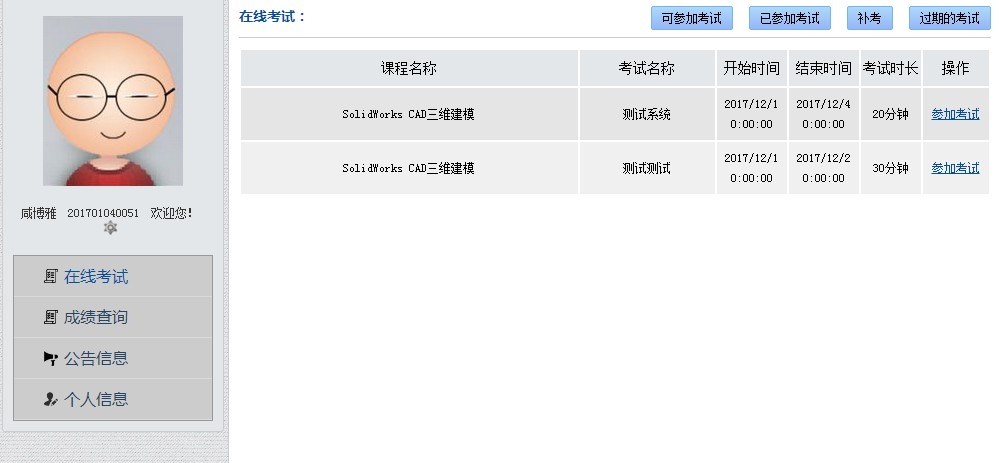 咸博雅 201701040051 欢迎您!
在线考试
成绩查询
公告信息
个人信息
在线考试：
可参加考试 已参加考试 补考 过期的考试
课程名称 考试名称 开始时间 结束时间 考试时长 操作
SolidWorks CAD三维建模 测试系统 2017/12/1 0:00:00 2017/12/4 0:00:00 20分钟 参加考试
SolidWorks CAD三维建模 测试测试 2017/12/1 0:00:00 2017/12/2 0:00:00 30分钟 参加考试